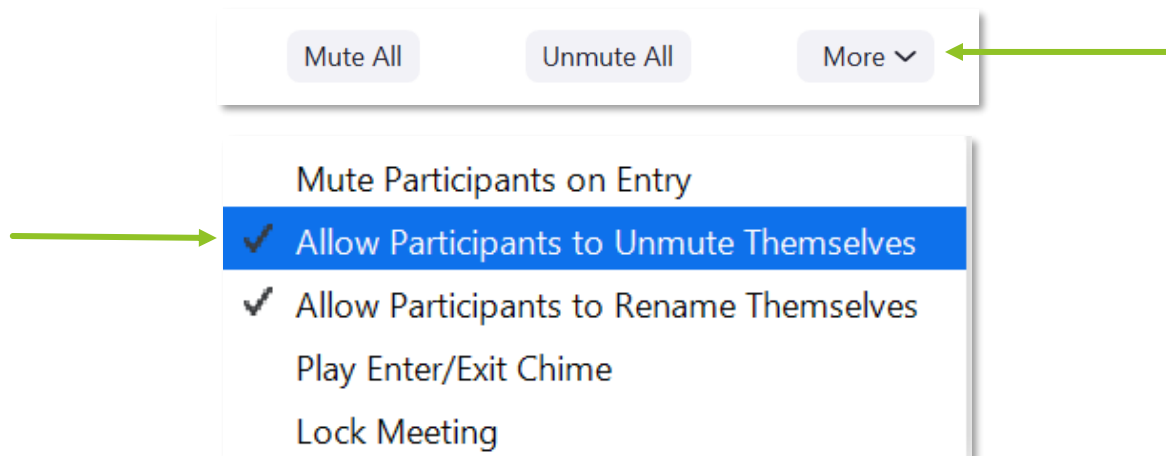 Mute All Unmute All More
Mute Participants on Entry
Allow Participants to Unmute Themselves
Allow Participants to Rename Themselves
Play Enter/Exit Chime
Lock Meeting